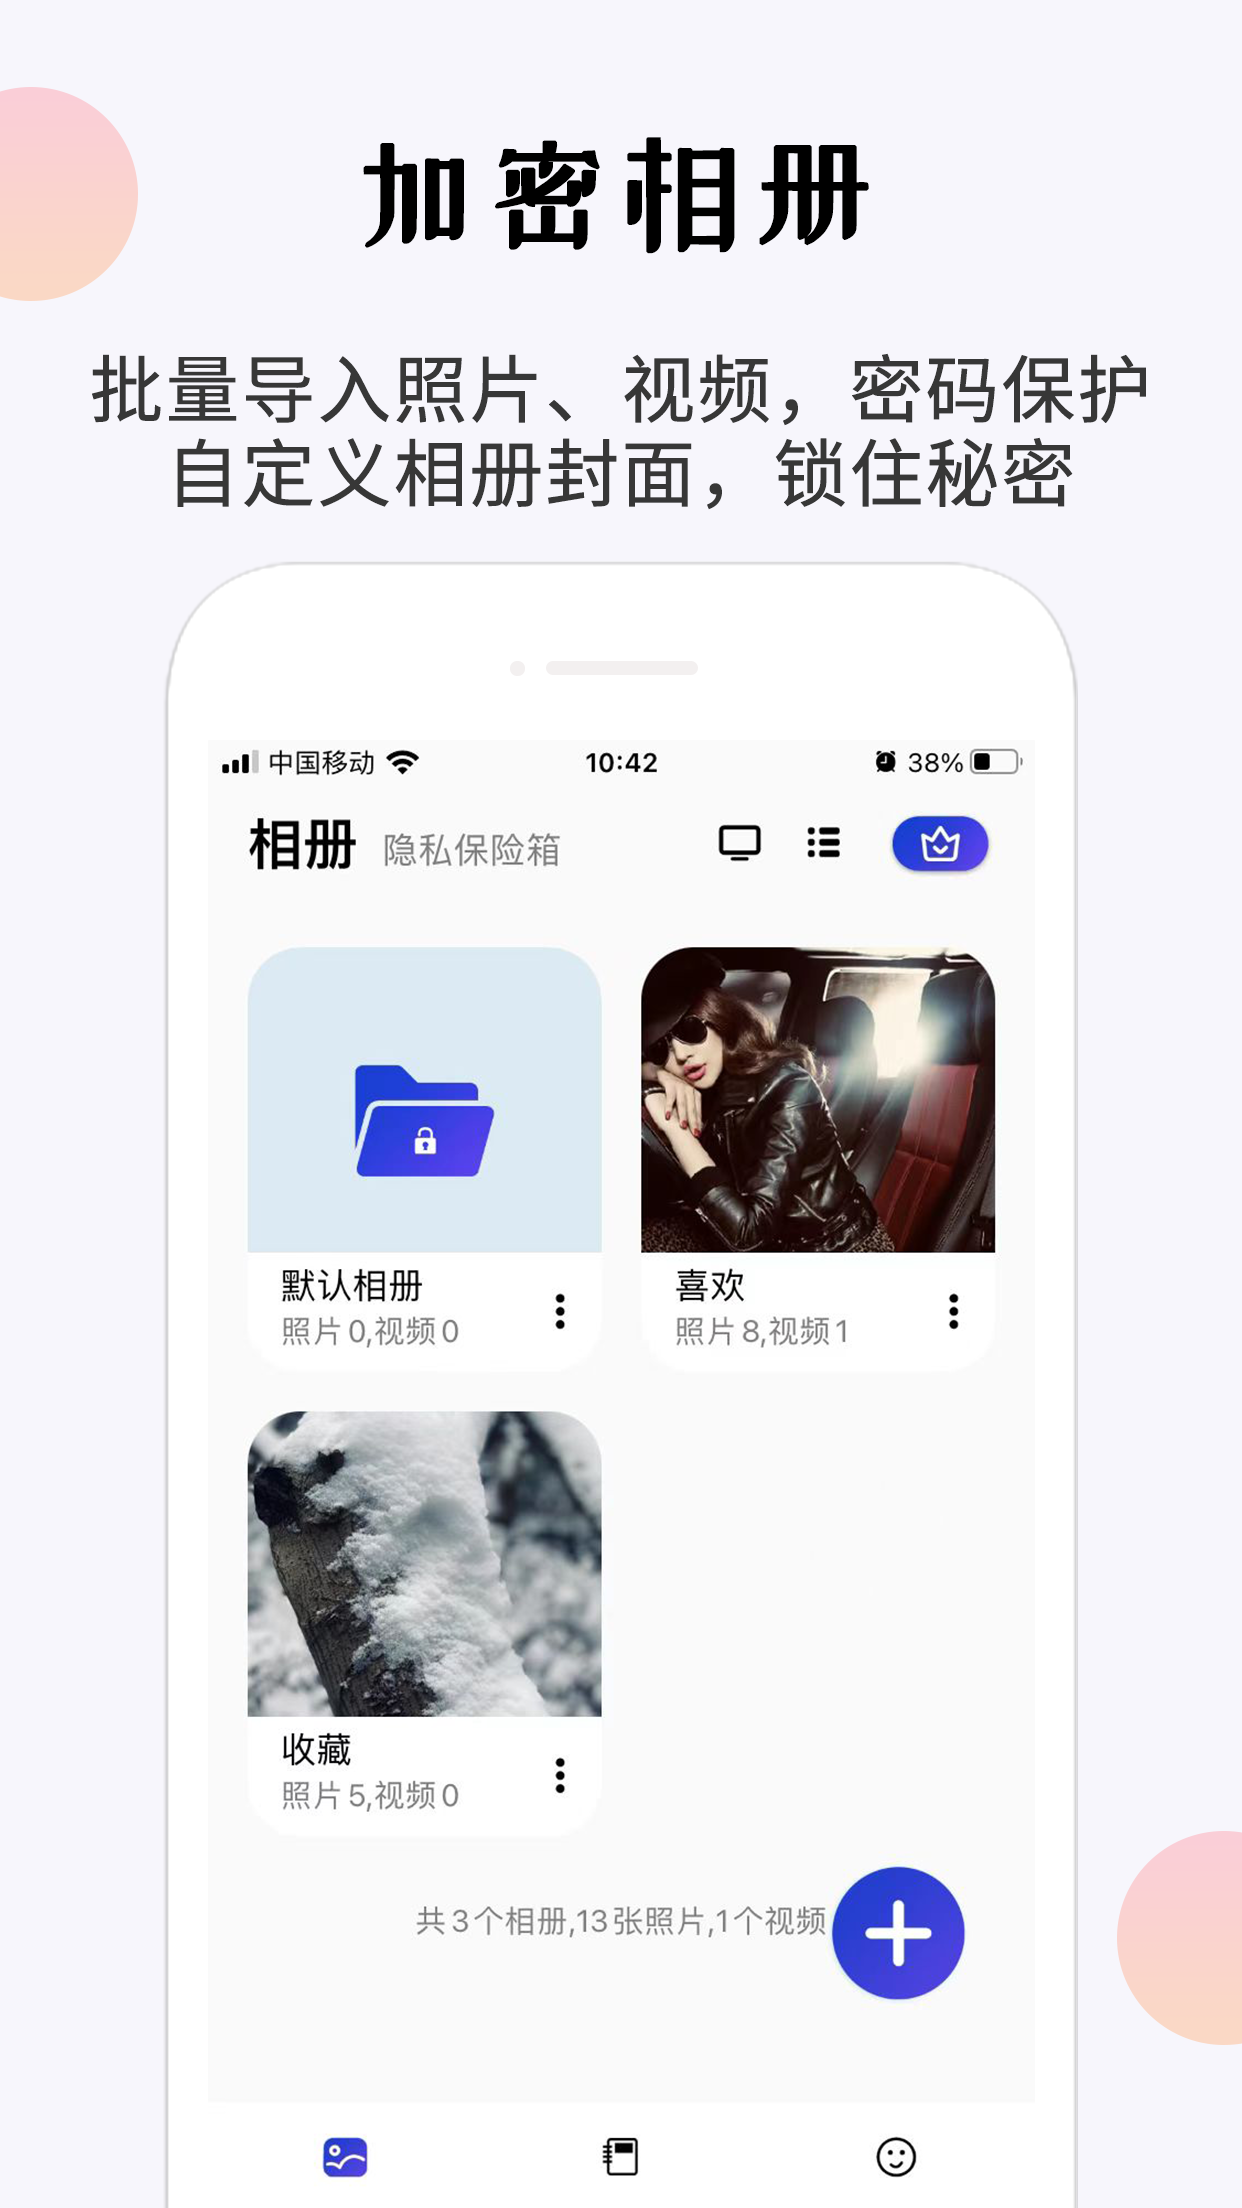 加密相册
批量导入照片、视频，密码保护
自定义相册封面，锁住秘密
中国移动 10:42 38%
相册 隐私保险箱
默认相册
照片0,视频0
喜欢
照片8,视频1
收藏
照片5,视频0
共3个相册,13张照片,1个视频